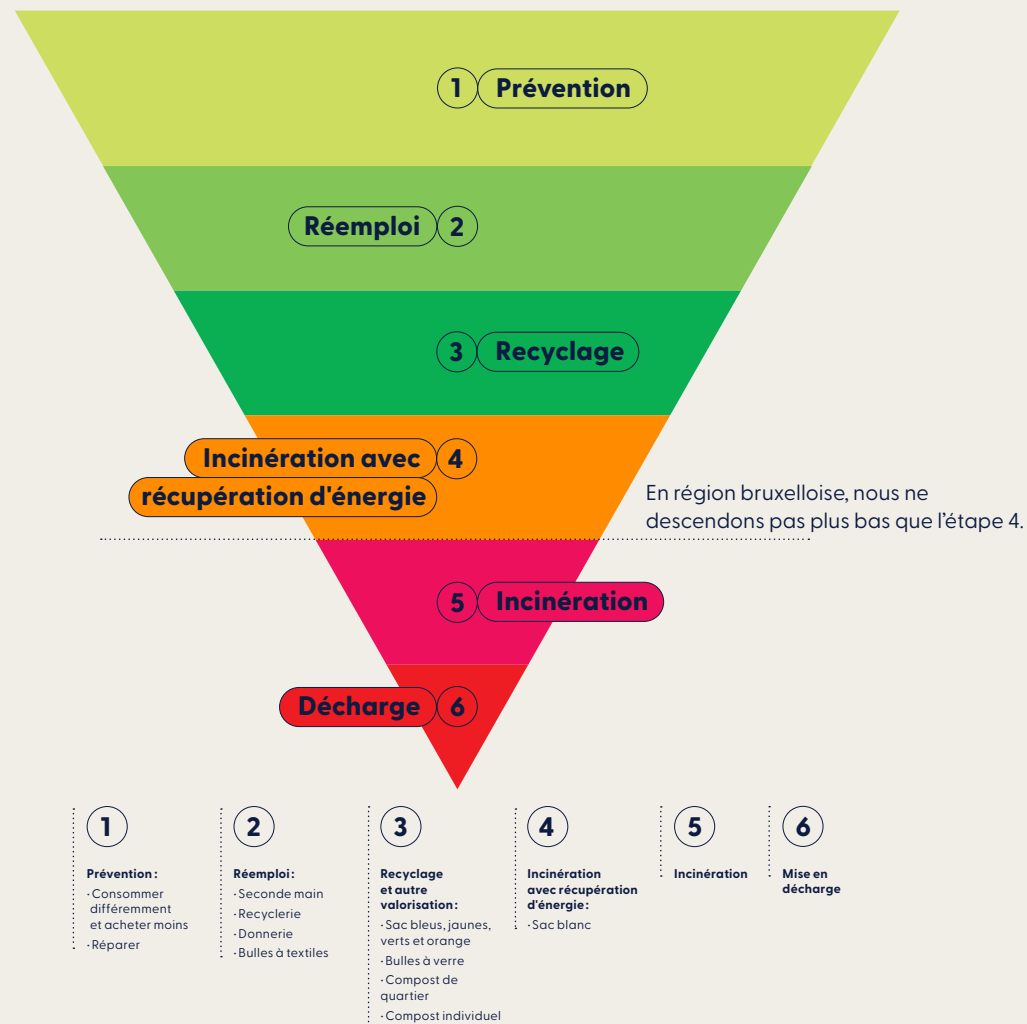 1 Prévention
Réemploi 2
3 Recyclage
Incinération avec 4
récupération d'énergie
En région bruxelloise, nous ne
descendons pas plus bas que l'étape 4.
5 Incinération
Décharge 6
1
Prévention :
· Consommer
différemment
et acheter moins
· Réparer
2
Réemploi :
· Seconde main
· Recyclerie
· Donnerie
· Bulles à textiles
3
Recyclage
et autre
valorisation :
· Sac bleus, jaunes,
verts et orange
· Bulles à verre
· Compost de
quartier
· Compost individuel
4
Incinération
avec récupération
d'énergie :
· Sac blanc
5
Incinération
6
Mise en
décharge